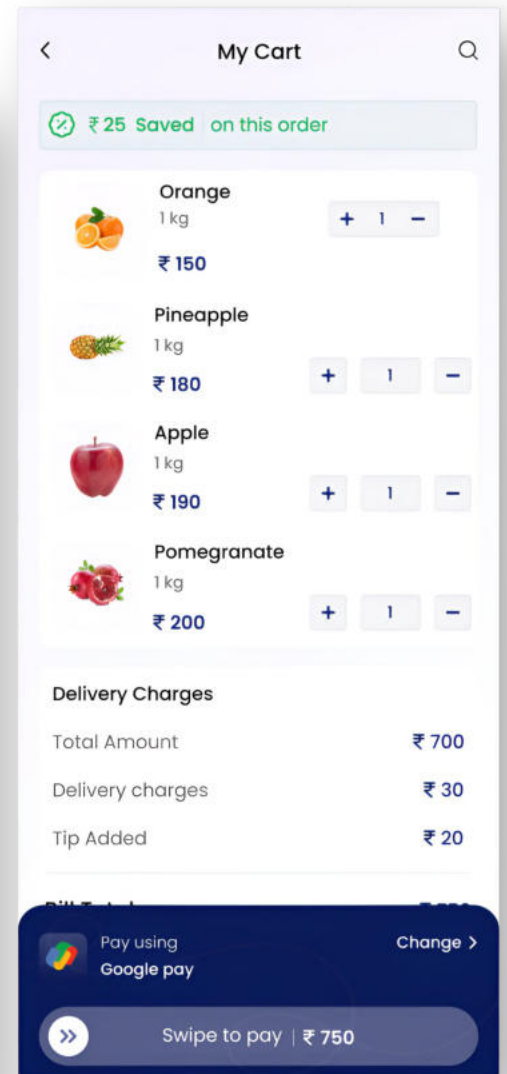 My Cart
₹ 25 Saved on this order
Orange
1 kg
+ 1 −
₹ 150
Pineapple
1 kg
₹ 180
+ 1 −
Apple
1 kg
₹ 190
+ 1 −
Pomegranate
1 kg
₹ 200
+ 1 −
Delivery Charges
Total Amount ₹ 700
Delivery charges ₹ 30
Tip Added ₹ 20
Pay using
Google pay
Change >
Swipe to pay | ₹ 750